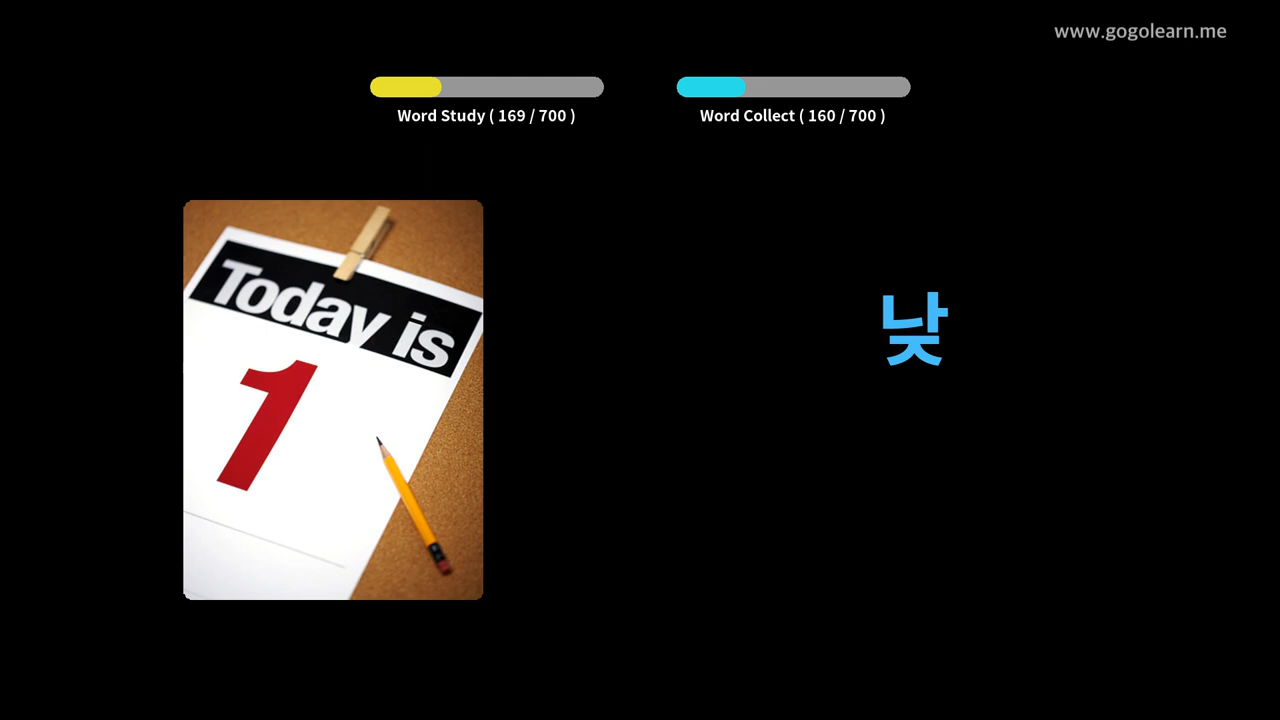 www.gogolearn.me
Word Study ( 169 / 700 )
Word Collect ( 160 / 700 )
Today is
1
낮